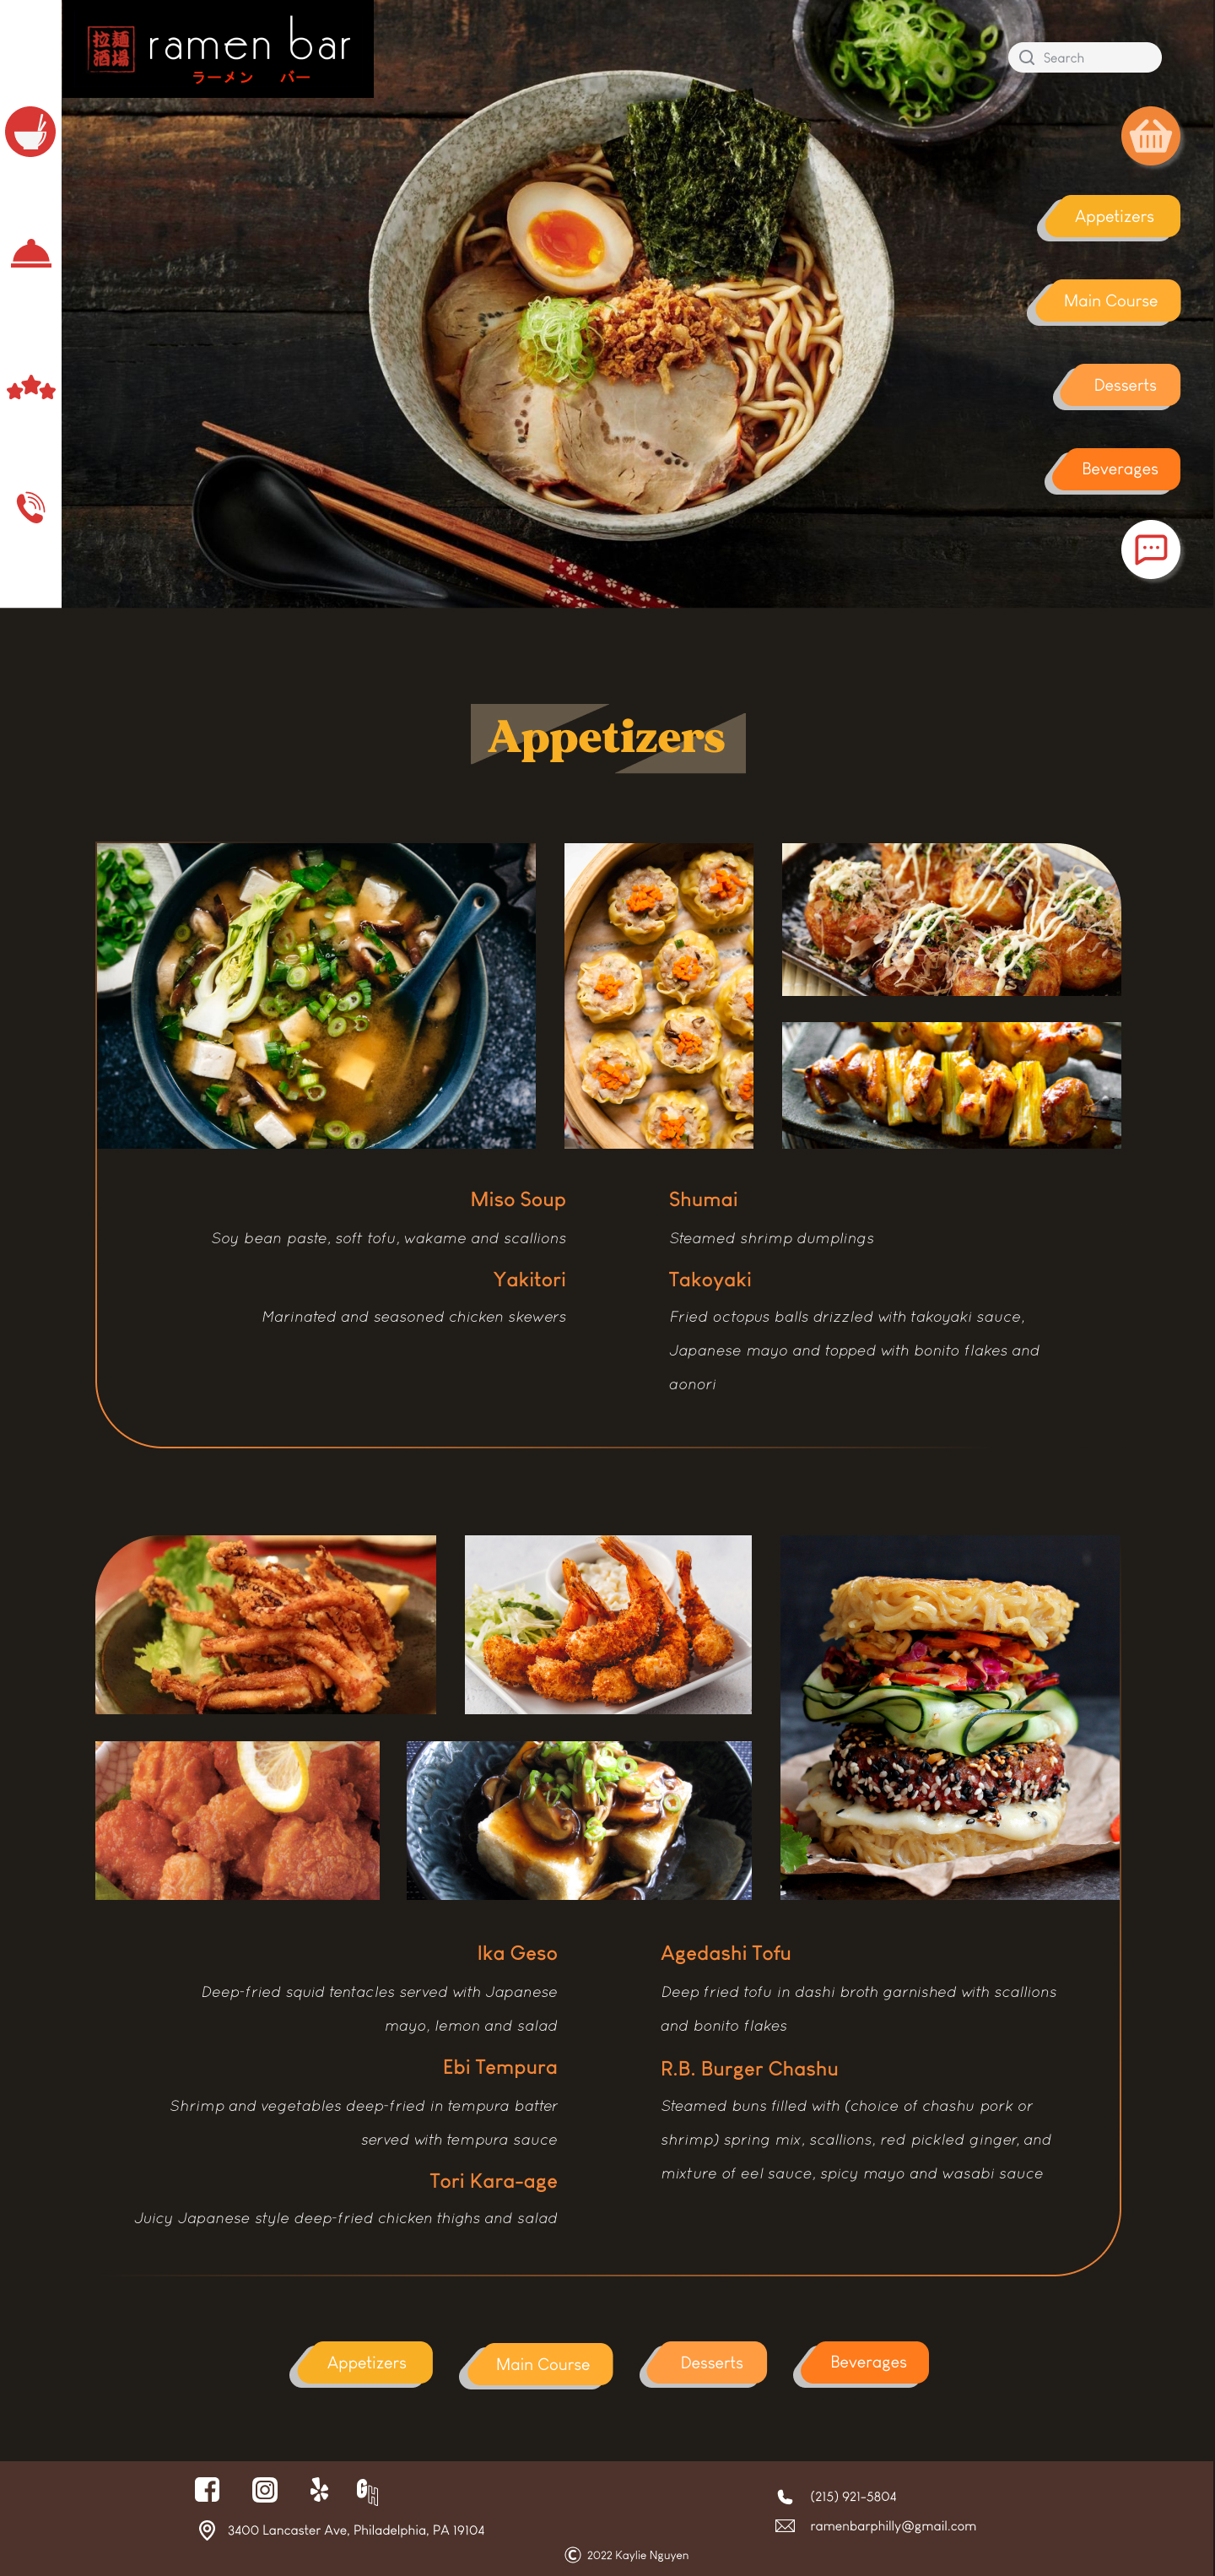 拉麺
酒場
ramen bar
ラーメン バー
Search
Appetizers
Main Course
Desserts
Beverages
Appetizers
Miso Soup
Soy bean paste, soft tofu, wakame and scallions
Yakitori
Marinated and seasoned chicken skewers
Shumai
Steamed shrimp dumplings
Takoyaki
Fried octopus balls drizzled with takoyaki sauce,
Japanese mayo and topped with bonito flakes and
aonori
Ika Geso
Deep-fried squid tentacles served with Japanese
mayo, lemon and salad
Ebi Tempura
Shrimp and vegetables deep-fried in tempura batter
served with tempura sauce
Tori Kara-age
Juicy Japanese style deep-fried chicken thighs and salad
Agedashi Tofu
Deep fried tofu in dashi broth garnished with scallions
and bonito flakes
R.B. Burger Chashu
Steamed buns filled with (choice of chashu pork or
shrimp) spring mix, scallions, red pickled ginger, and
mixture of eel sauce, spicy mayo and wasabi sauce
Appetizers
Main Course
Desserts
Beverages
GH
3400 Lancaster Ave, Philadelphia, PA 19104
(215) 921-5804
ramenbarphilly@gmail.com
© 2022 Kaylie Nguyen